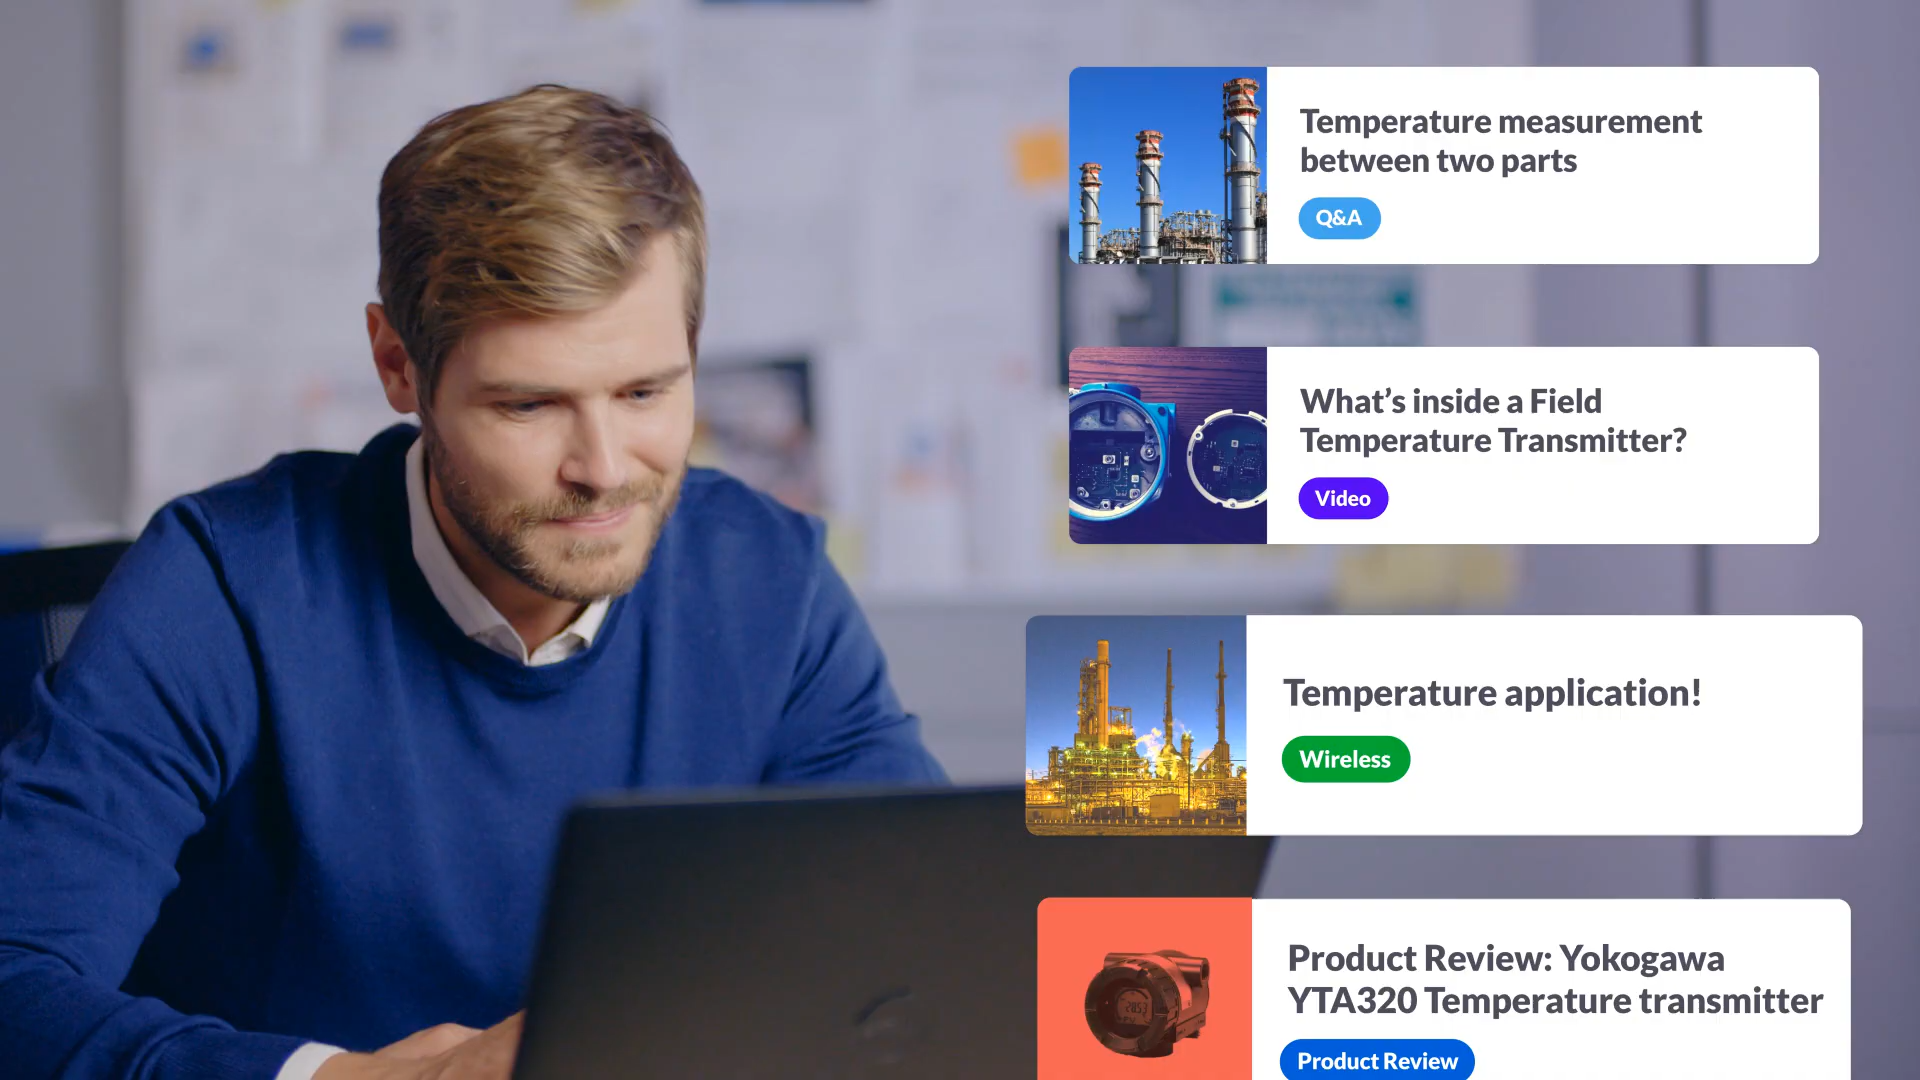 Temperature measurement
between two parts
Q&A
What’s inside a Field
Temperature Transmitter?
Video
Temperature application!
Wireless
Product Review: Yokogawa
YTA320 Temperature transmitter
Product Review